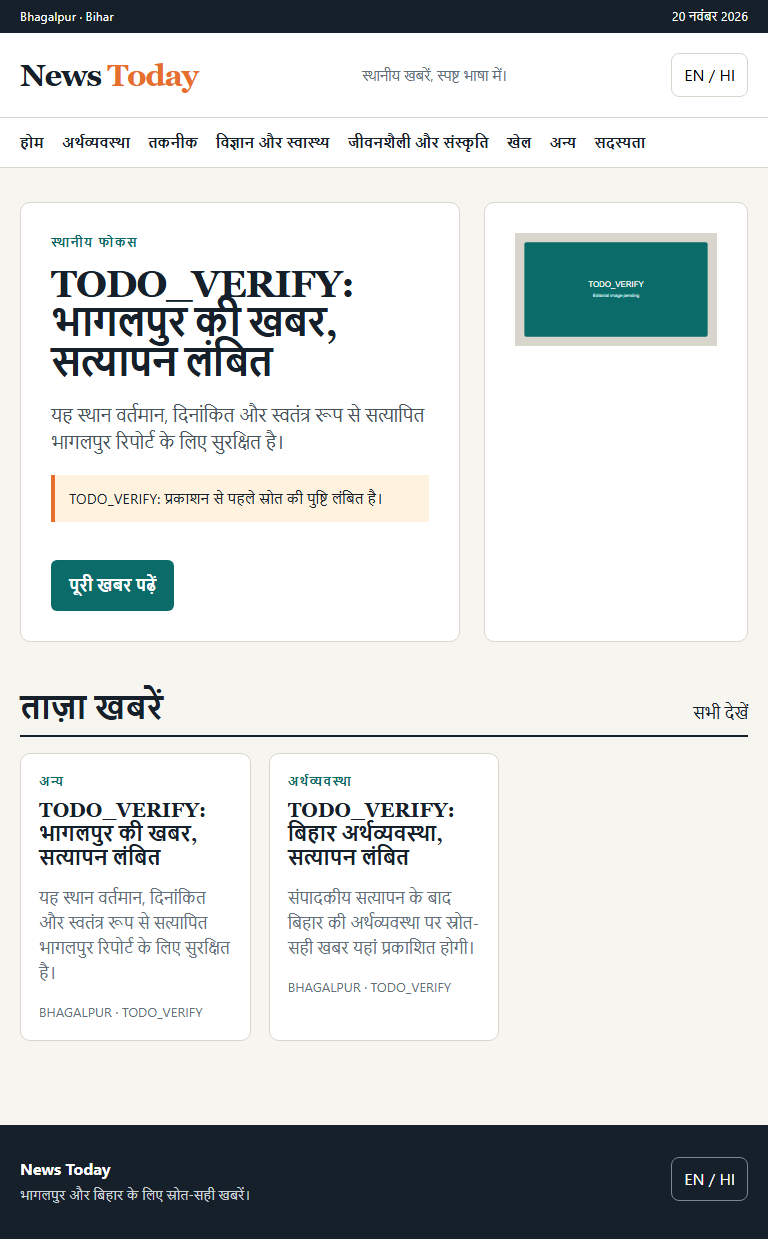 Bhagalpur · Bihar
20 नवंबर 2026
News Today
स्थानीय खबरें, स्पष्ट भाषा में।
EN / HI
होम अर्थव्यवस्था तकनीक विज्ञान और स्वास्थ्य जीवनशैली और संस्कृति खेल अन्य सदस्यता
स्थानीय फोकस
TODO_VERIFY:
भागलपुर की खबर,
सत्यापन लंबित
यह स्थान वर्तमान, दिनांकित और स्वतंत्र रूप से सत्यापित
भागलपुर रिपोर्ट के लिए सुरक्षित है।
TODO_VERIFY: प्रकाशन से पहले स्रोत की पुष्टि लंबित है।
पूरी खबर पढ़ें
TODO_VERIFY
Editorial image pending
ताज़ा खबरें
सभी देखें
अन्य
TODO_VERIFY:
भागलपुर की खबर,
सत्यापन लंबित
यह स्थान वर्तमान, दिनांकित
और स्वतंत्र रूप से सत्यापित
भागलपुर रिपोर्ट के लिए सुरक्षित
है।
BHAGALPUR · TODO_VERIFY
अर्थव्यवस्था
TODO_VERIFY:
बिहार अर्थव्यवस्था,
सत्यापन लंबित
संपादकीय सत्यापन के बाद
बिहार की अर्थव्यवस्था पर स्रोत-
सही खबर यहां प्रकाशित होगी।
BHAGALPUR · TODO_VERIFY
News Today
भागलपुर और बिहार के लिए स्रोत-सही खबरें।
EN / HI